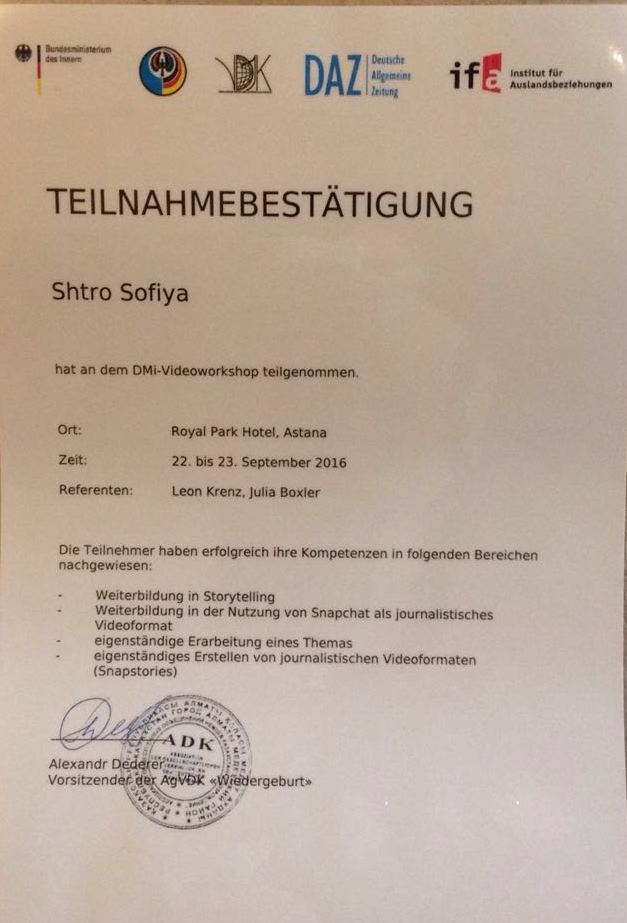 Bundesministerium
des Innern
VDK
DAZ
Deutsche
Allgemeine
Zeitung
ifa
Institut für
Auslandsbeziehungen
TEILNAHMEBESTÄTIGUNG
Shtro Sofiya
hat an dem DMi-Videoworkshop teilgenommen.
Ort: Royal Park Hotel, Astana
Zeit: 22. bis 23. September 2016
Referenten: Leon Krenz, Julia Boxler
Die Teilnehmer haben erfolgreich ihre Kompetenzen in folgenden Bereichen
nachgewiesen:
- Weiterbildung in Storytelling
- Weiterbildung in der Nutzung von Snapchat als journalistisches
Videoformat
- eigenständige Erarbeitung eines Themas
- eigenständiges Erstellen von journalistischen Videoformaten
(Snapstories)
ADK
Alexandr Dederer
Vorsitzender der AgVDK «Wiedergeburt»